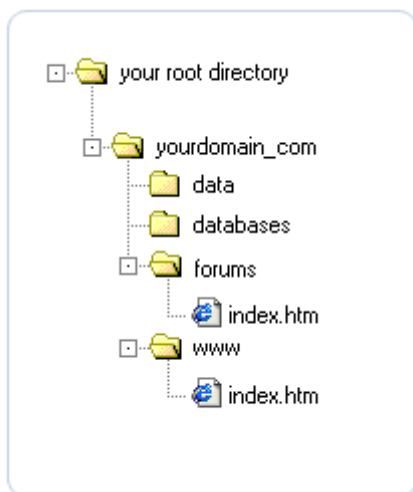 your root directory
yourdomain_com
data
databases
forums
index.htm
www
index.htm